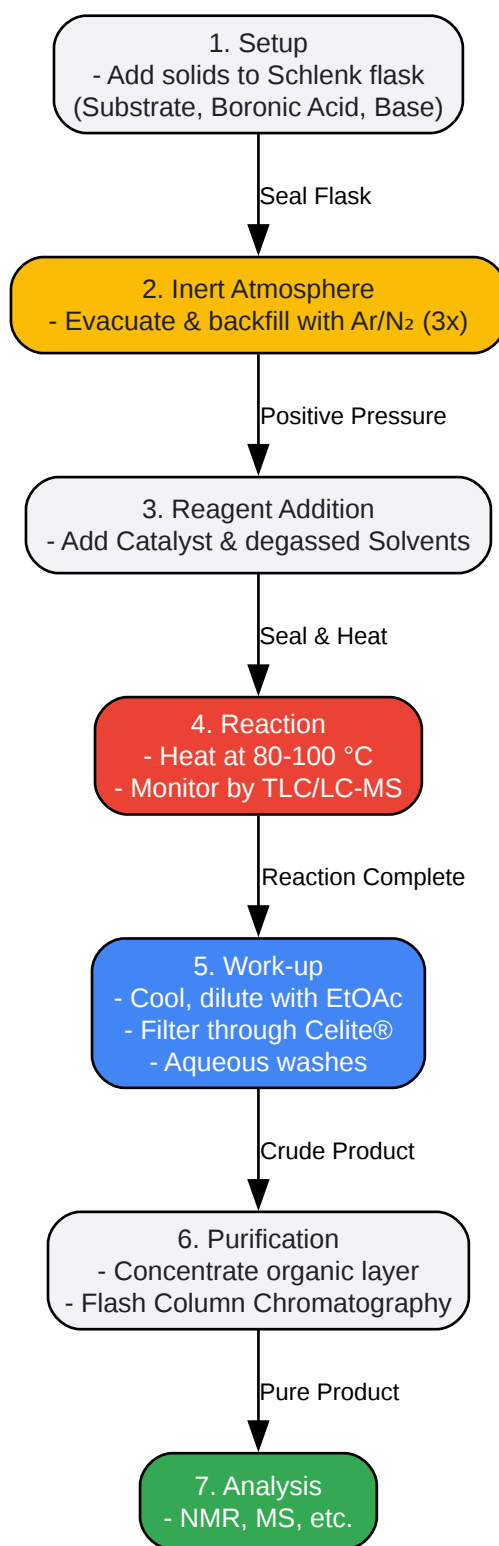 1. Setup
- Add solids to Schlenk flask
(Substrate, Boronic Acid, Base)
Seal Flask
2. Inert Atmosphere
- Evacuate & backfill with Ar/N₂ (3x)
Positive Pressure
3. Reagent Addition
- Add Catalyst & degassed Solvents
Seal & Heat
4. Reaction
- Heat at 80-100 °C
- Monitor by TLC/LC-MS
Reaction Complete
5. Work-up
- Cool, dilute with EtOAc
- Filter through Celite®
- Aqueous washes
Crude Product
6. Purification
- Concentrate organic layer
- Flash Column Chromatography
Pure Product
7. Analysis
- NMR, MS, etc.